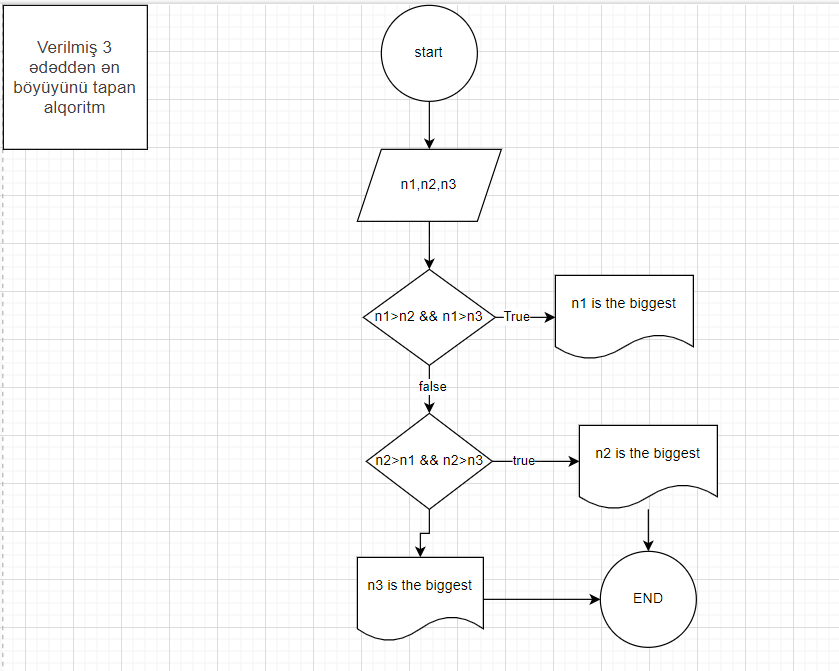 Verilmiş 3
ədəddən ən
böyüyünü tapan
alqoritm
start
n1,n2,n3
n1>n2 && n1>n3
True
n1 is the biggest
false
n2>n1 && n2>n3
true
n2 is the biggest
n3 is the biggest
END